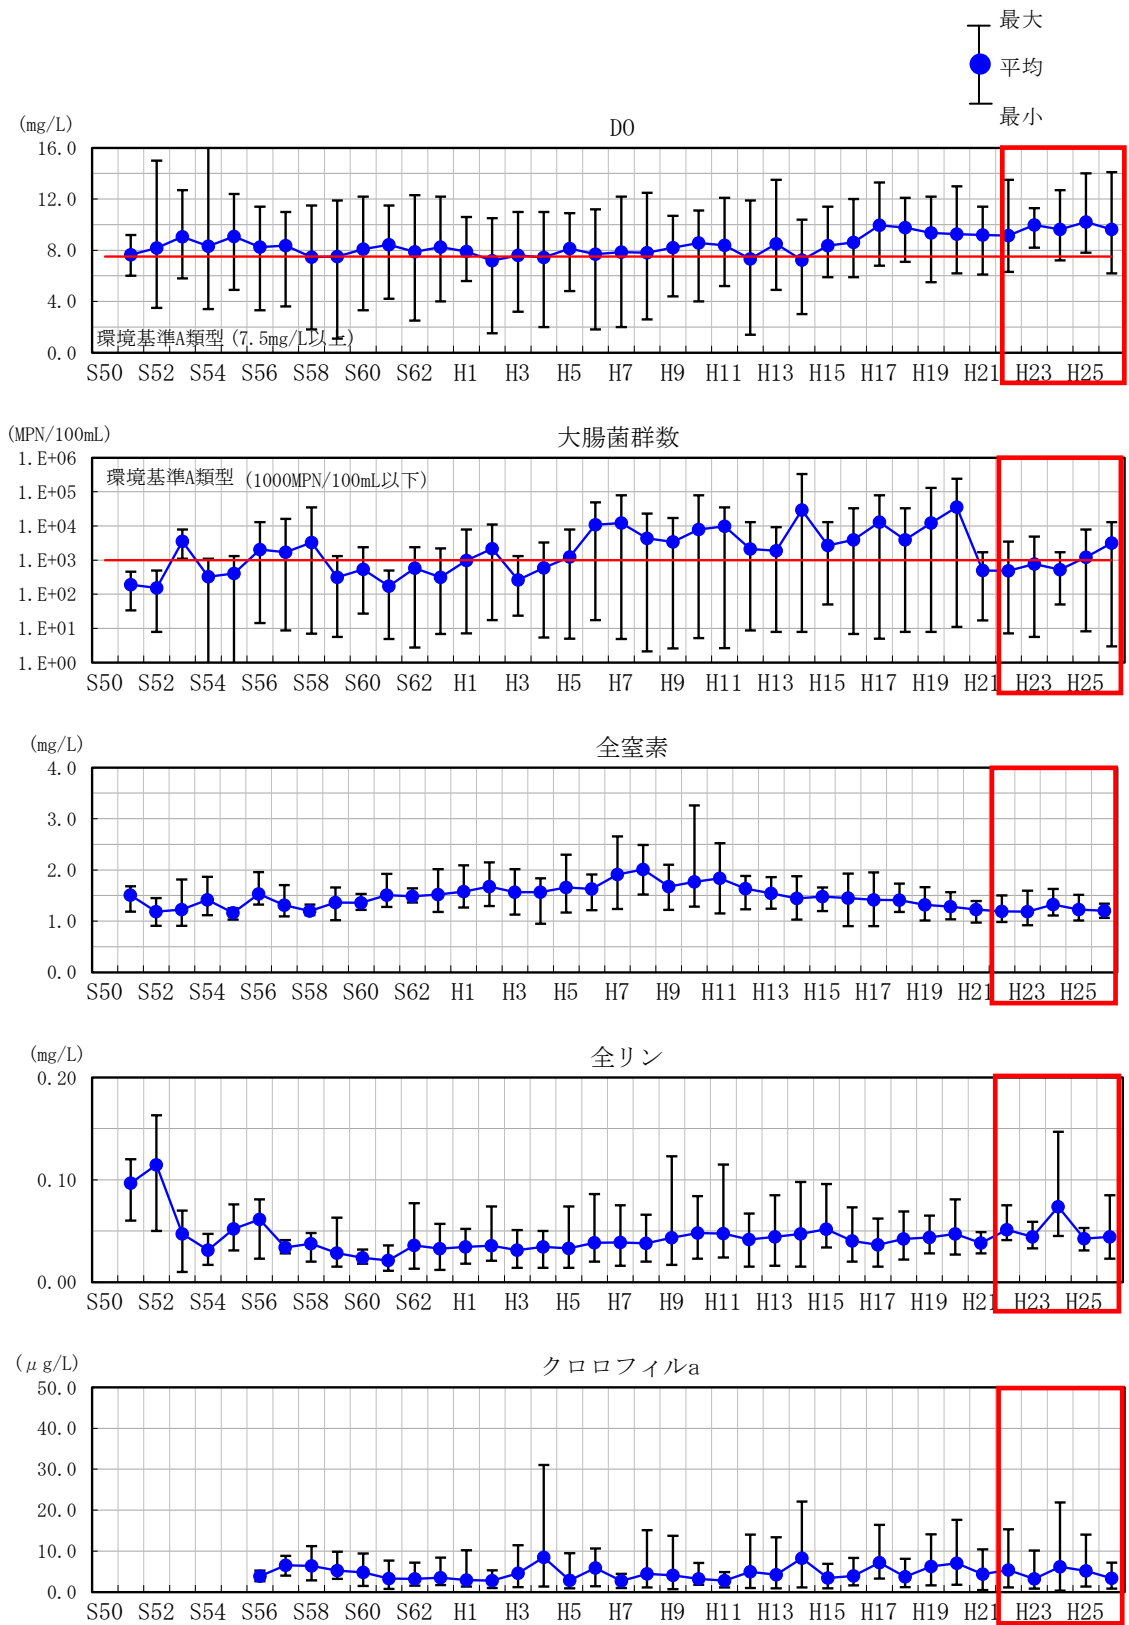 最大
平均
最小
(mg/L)
DO
16.0
12.0
8.0
4.0
0.0
環境基準A類型(7.5mg/L以上)
S50 S52 S54 S56 S58 S60 S62 H1 H3 H5 H7 H9 H11 H13 H15 H17 H19 H21 H23 H25
(MPN/100mL)
大腸菌群数
1.E+06
1.E+05
1.E+04
1.E+03
1.E+02
1.E+01
1.E+00
環境基準A類型 (1000MPN/100mL以下)
S50 S52 S54 S56 S58 S60 S62 H1 H3 H5 H7 H9 H11 H13 H15 H17 H19 H21 H23 H25
(mg/L)
全窒素
4.0
3.0
2.0
1.0
0.0
S50 S52 S54 S56 S58 S60 S62 H1 H3 H5 H7 H9 H11 H13 H15 H17 H19 H21 H23 H25
(mg/L)
全リン
0.20
0.10
0.00
S50 S52 S54 S56 S58 S60 S62 H1 H3 H5 H7 H9 H11 H13 H15 H17 H19 H21 H23 H25
(μg/L)
クロロフィルa
50.0
40.0
30.0
20.0
10.0
0.0
S50 S52 S54 S56 S58 S60 S62 H1 H3 H5 H7 H9 H11 H13 H15 H17 H19 H21 H23 H25